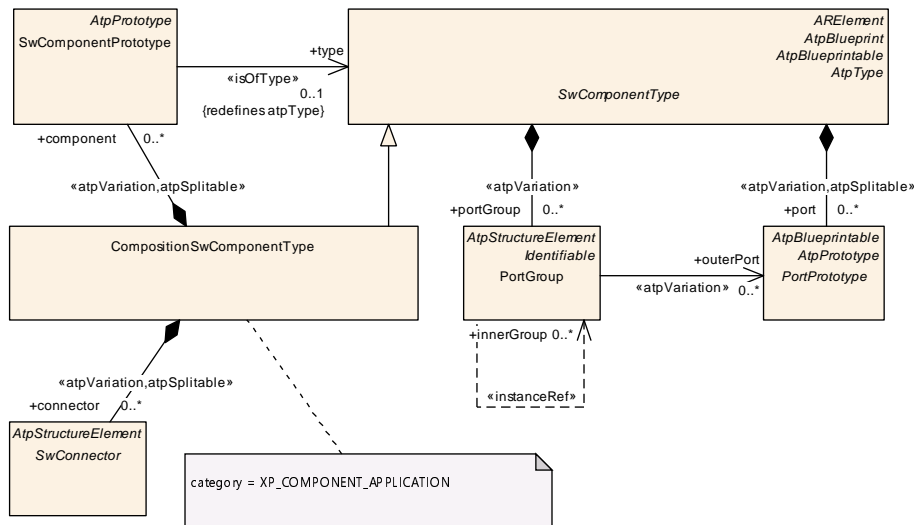 AtpPrototype
SwComponentPrototype
+type
«isOfType»
0..1
{redefines atpType}
ARElement
AtpBlueprint
AtpBlueprintable
AtpType
SwComponentType
+component
0..*
«atpVariation,atpSplitable»
CompositionSwComponentType
«atpVariation»
+portGroup
0..*
«atpVariation,atpSplitable»
+port
0..*
AtpStructureElement
Identifiable
PortGroup
+outerPort
«atpVariation»
0..*
AtpBlueprintable
AtpPrototype
PortPrototype
+innerGroup 0..*
«instanceRef»
«atpVariation,atpSplitable»
+connector
0..*
AtpStructureElement
SwConnector
category = XP_COMPONENT_APPLICATION